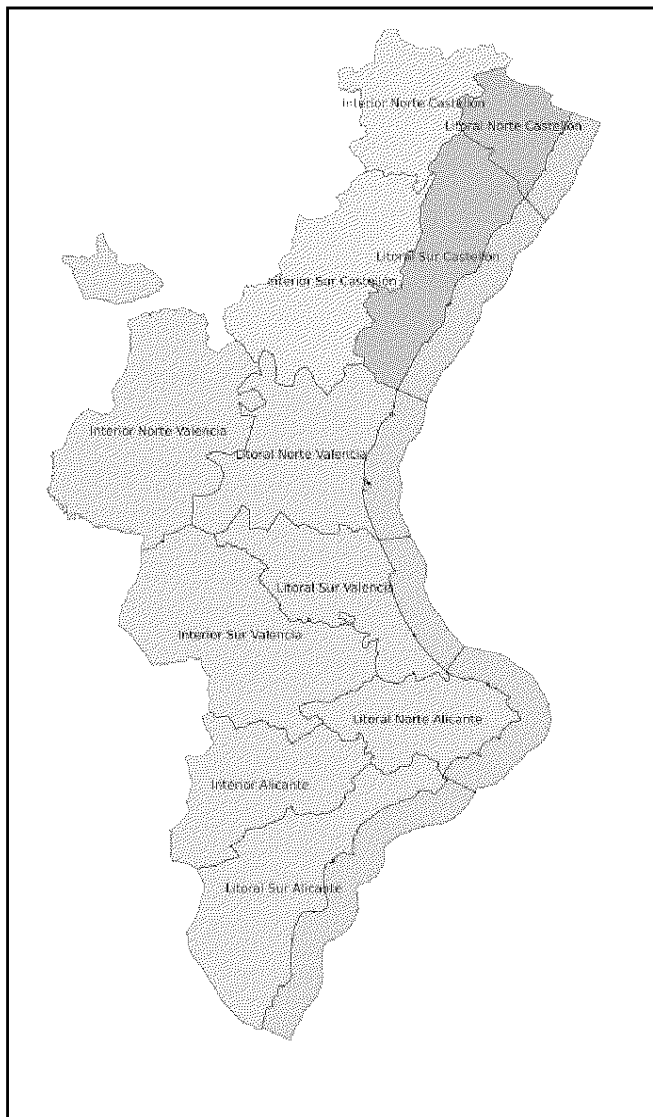 Interior Norte Castellón
Litoral Norte Castellón
Litoral Sur Castellón
Interior Sur Castellón
Interior Norte Valencia
Litoral Norte Valencia
Litoral Sur Valencia
Interior Sur Valencia
Litoral Norte Alicante
Interior Alicante
Litoral Sur Alicante